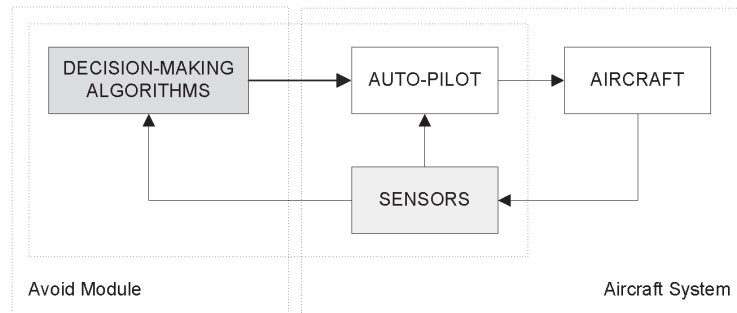 DECISION-MAKING
ALGORITHMS
AUTO-PILOT
AIRCRAFT
SENSORS
Avoid Module
Aircraft System